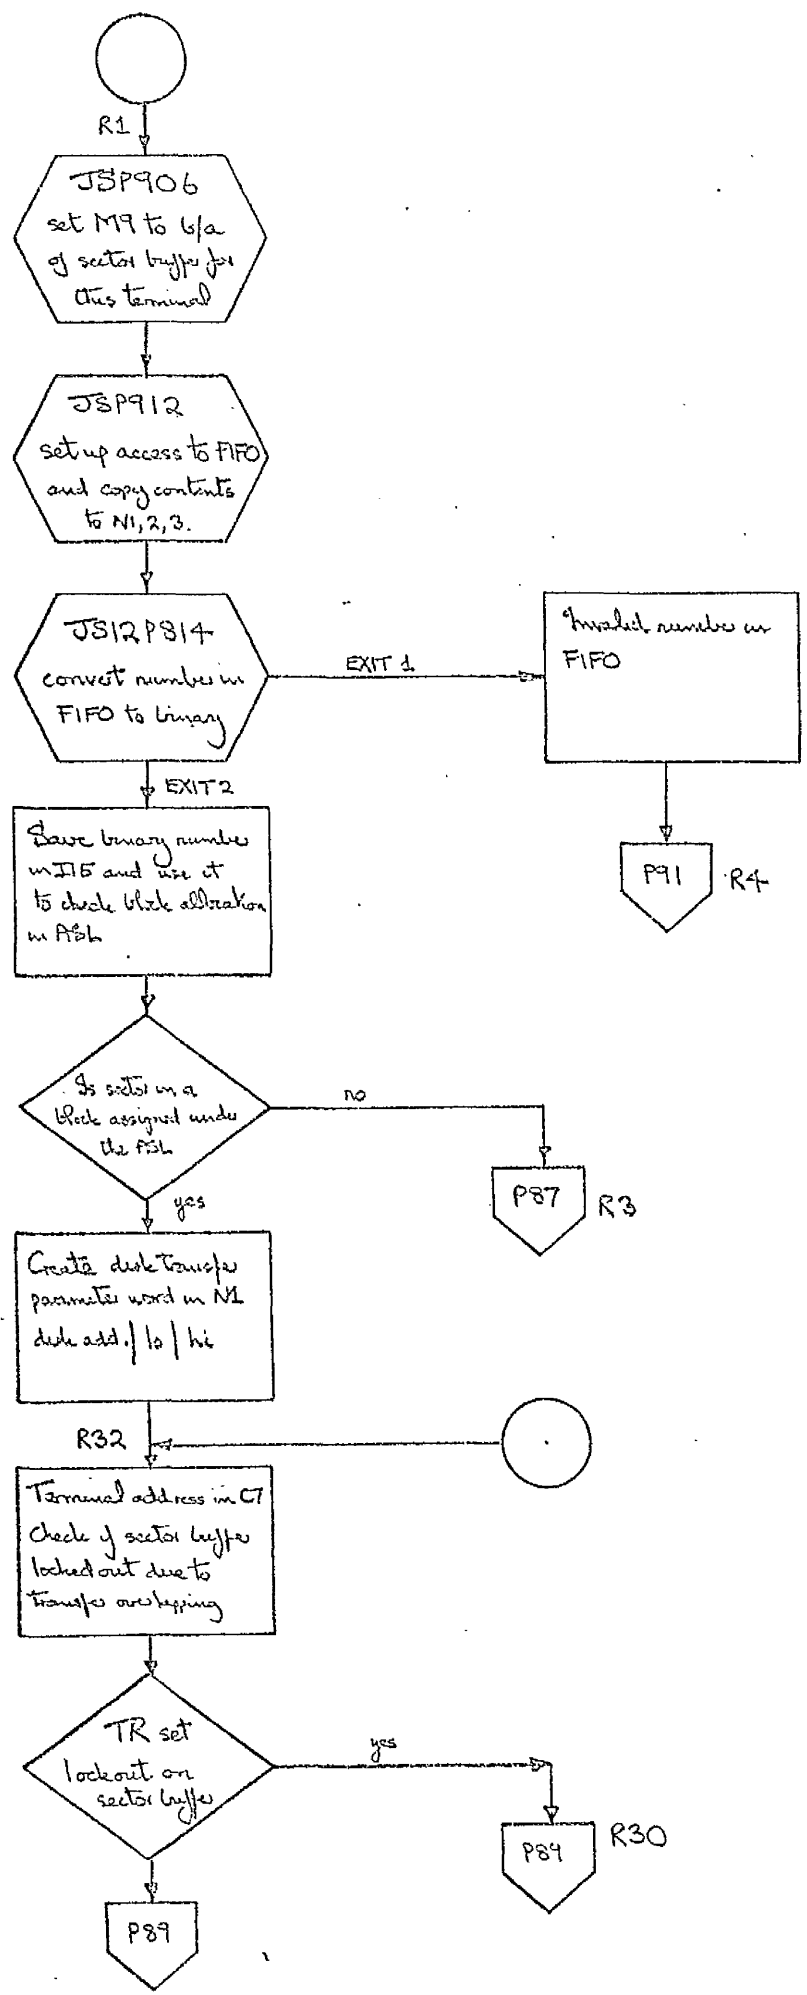 R1
JSP906
set M9 to b/a
of sector buffer for
this terminal
JSP912
set up access to FIFO
and copy contents
to N1,2,3.
JS12P814
convert number in
FIFO to binary
EXIT 1
Invalid number in
FIFO
P91
R4
EXIT 2
Save binary number
in I15 and use it
to check block allocation
in ASL
Is sector in a
block assigned under
the ASL
no
P87
R3
yes
Create disk transfer
parameter word in N1
disk add./ lo / hi
R32
Terminal address in C7
check if sector buffer
locked out due to
transfer overlapping
TR set
lockout on
sector buffer
yes
P84
R30
P89